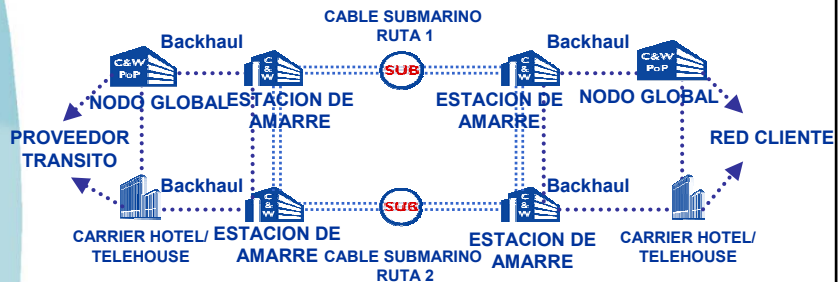 CABLE SUBMARINO
RUTA 1
Backhaul
Backhaul
C&W
PoP
C
&
W
SUB
C
&
W
C&W
PoP
NODO GLOBAL
ESTACION DE
AMARRE
ESTACION DE
AMARRE
NODO GLOBAL
PROVEEDOR
TRANSITO
RED CLIENTE
Backhaul
Backhaul
C
&
W
SUB
C
&
W
CARRIER HOTEL/
TELEHOUSE
ESTACION DE
AMARRE
CABLE SUBMARINO
RUTA 2
ESTACION DE
AMARRE
CARRIER HOTEL/
TELEHOUSE